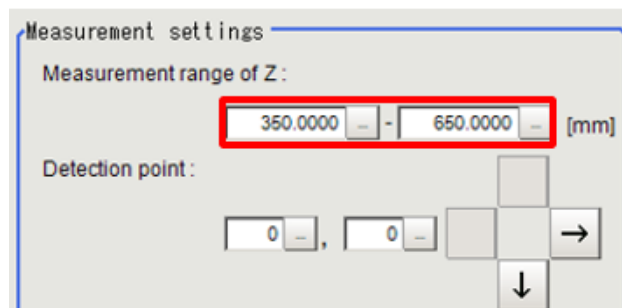 Measurement settings
Measurement range of Z :
350.0000 ... - 650.0000 ... [mm]
Detection point :
0 ... , 0 ... →
↓